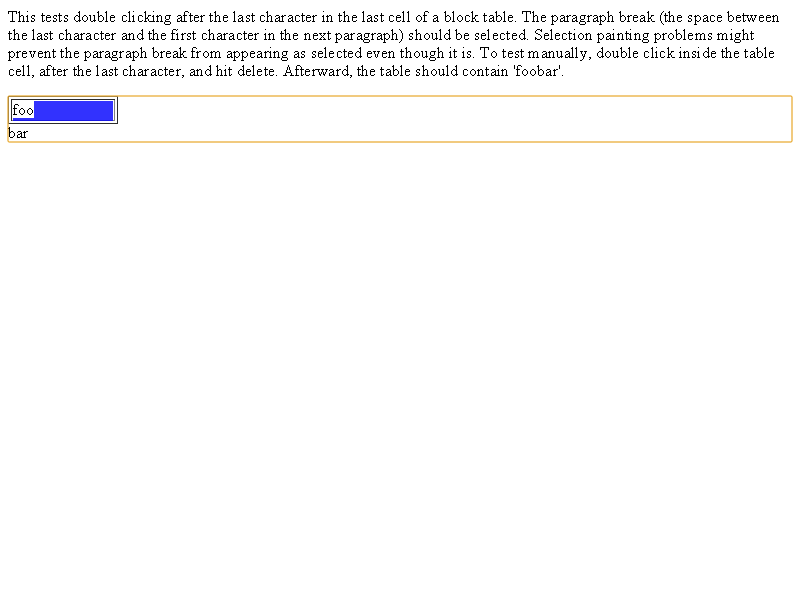 This tests double clicking after the last character in the last cell of a block table. The paragraph break (the space between
the last character and the first character in the next paragraph) should be selected. Selection painting problems might
prevent the paragraph break from appearing as selected even though it is. To test manually, double click inside the table
cell, after the last character, and hit delete. Afterward, the table should contain 'foobar'.
foo
bar